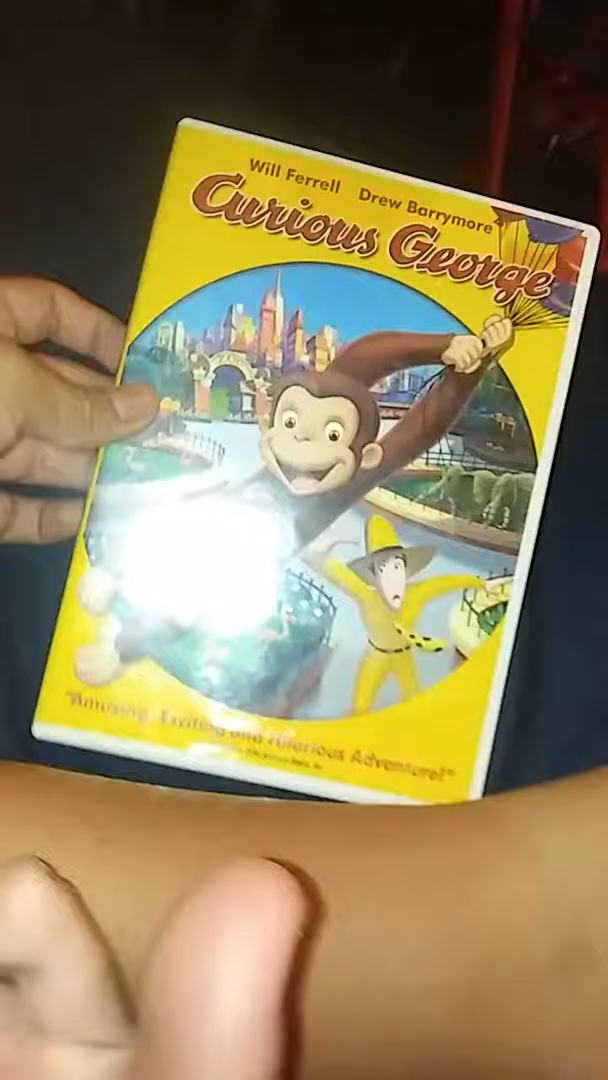 Will Ferrell Drew Barrymore
Curious George
"Amusing, Exciting and Hilarious Adventure!"